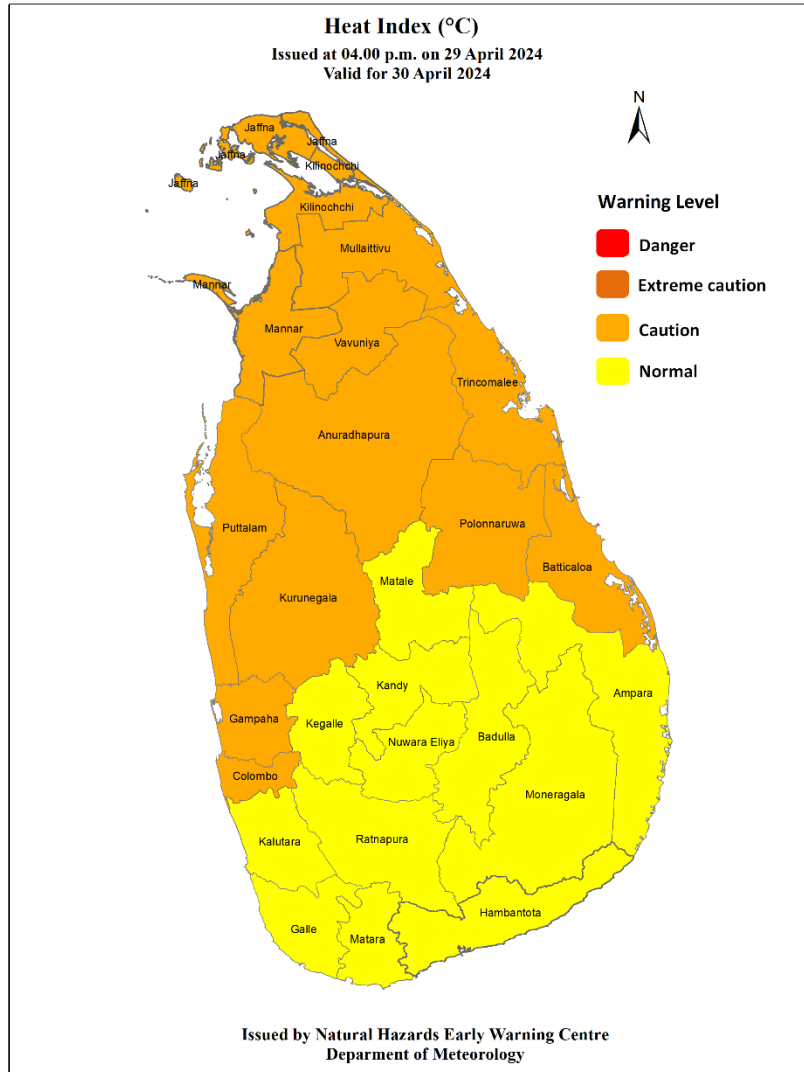 Heat Index (°C)
Issued at 04.00 p.m. on 29 April 2024
Valid for 30 April 2024
N
Warning Level
Danger
Extreme caution
Caution
Normal
Jaffna
Jaffna
Jaffna
Kilinochchi
Jaffna
Kilinochchi
Mullaittivu
Mannar
Mannar
Vavuniya
Trincomalee
Anuradhapura
Polonnaruwa
Puttalam
Batticaloa
Matale
Kurunegala
Kandy
Ampara
Gampaha
Kegalle
Nuwara Eliya
Badulla
Colombo
Moneragala
Kalutara
Ratnapura
Hambantota
Galle
Matara
Issued by Natural Hazards Early Warning Centre
Deparment of Meteorology